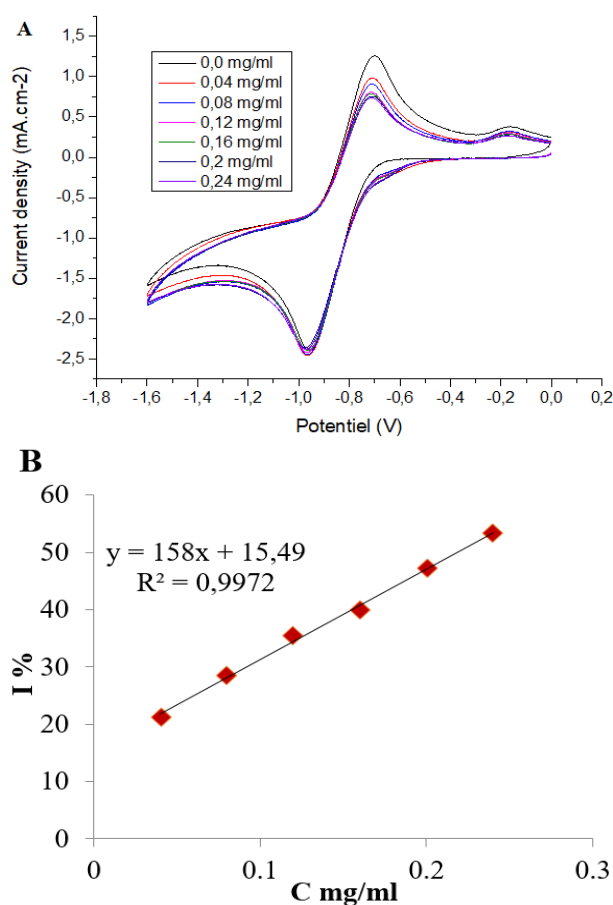 A
1,5
1,0
0,5
0,0
-0,5
-1,0
-1,5
-2,0
-2,5
Current density (mA.cm-2)
0,0 mg/ml
0,04 mg/ml
0,08 mg/ml
0,12 mg/ml
0,16 mg/ml
0,2 mg/ml
0,24 mg/ml
-1,8 -1,6 -1,4 -1,2 -1,0 -0,8 -0,6 -0,4 -0,2 0,0 0,2
Potentiel (V)
B
60
50
40
30
20
10
0
I %
y = 158x + 15,49
R² = 0,9972
0 0.1 0.2 0.3
C mg/ml